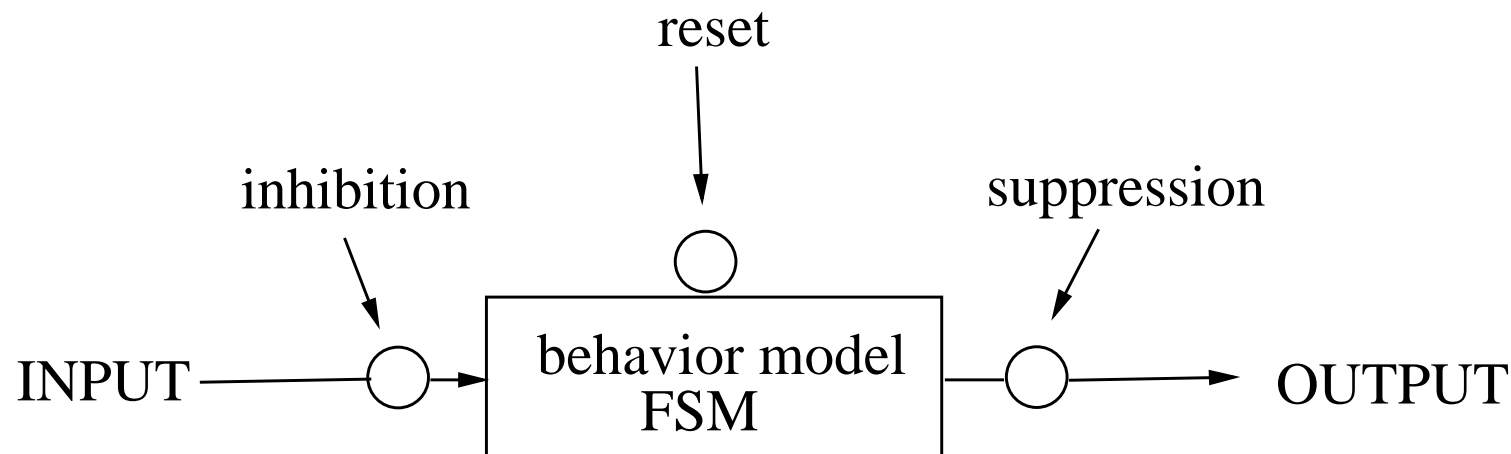 reset
inhibition
suppression
INPUT
behavior model
FSM
OUTPUT